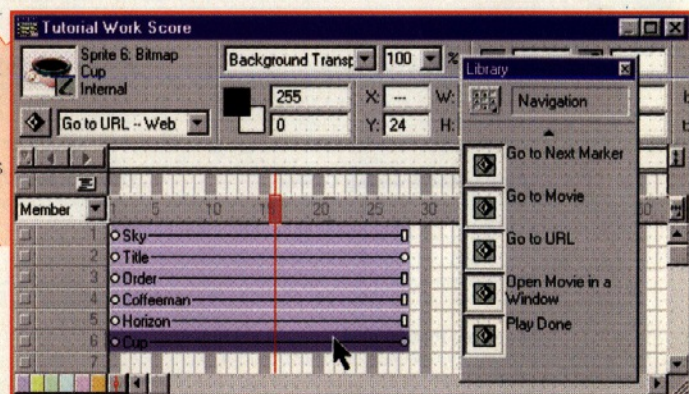 Tutorial Work Score
Sprite 6: Bitmap
Cup
Internal
Background Transp
100
%
Go to URL -- Web
255
0
X: --- W:
Y: 24 H:
Library
Navigation
Go to Next Marker
Go to Movie
Go to URL
Open Movie in a
Window
Play Done
Member
5 10 20 25 30
1 Sky
2 Title
3 Order
4 Coffeeman
5 Horizon
6 Cup
7